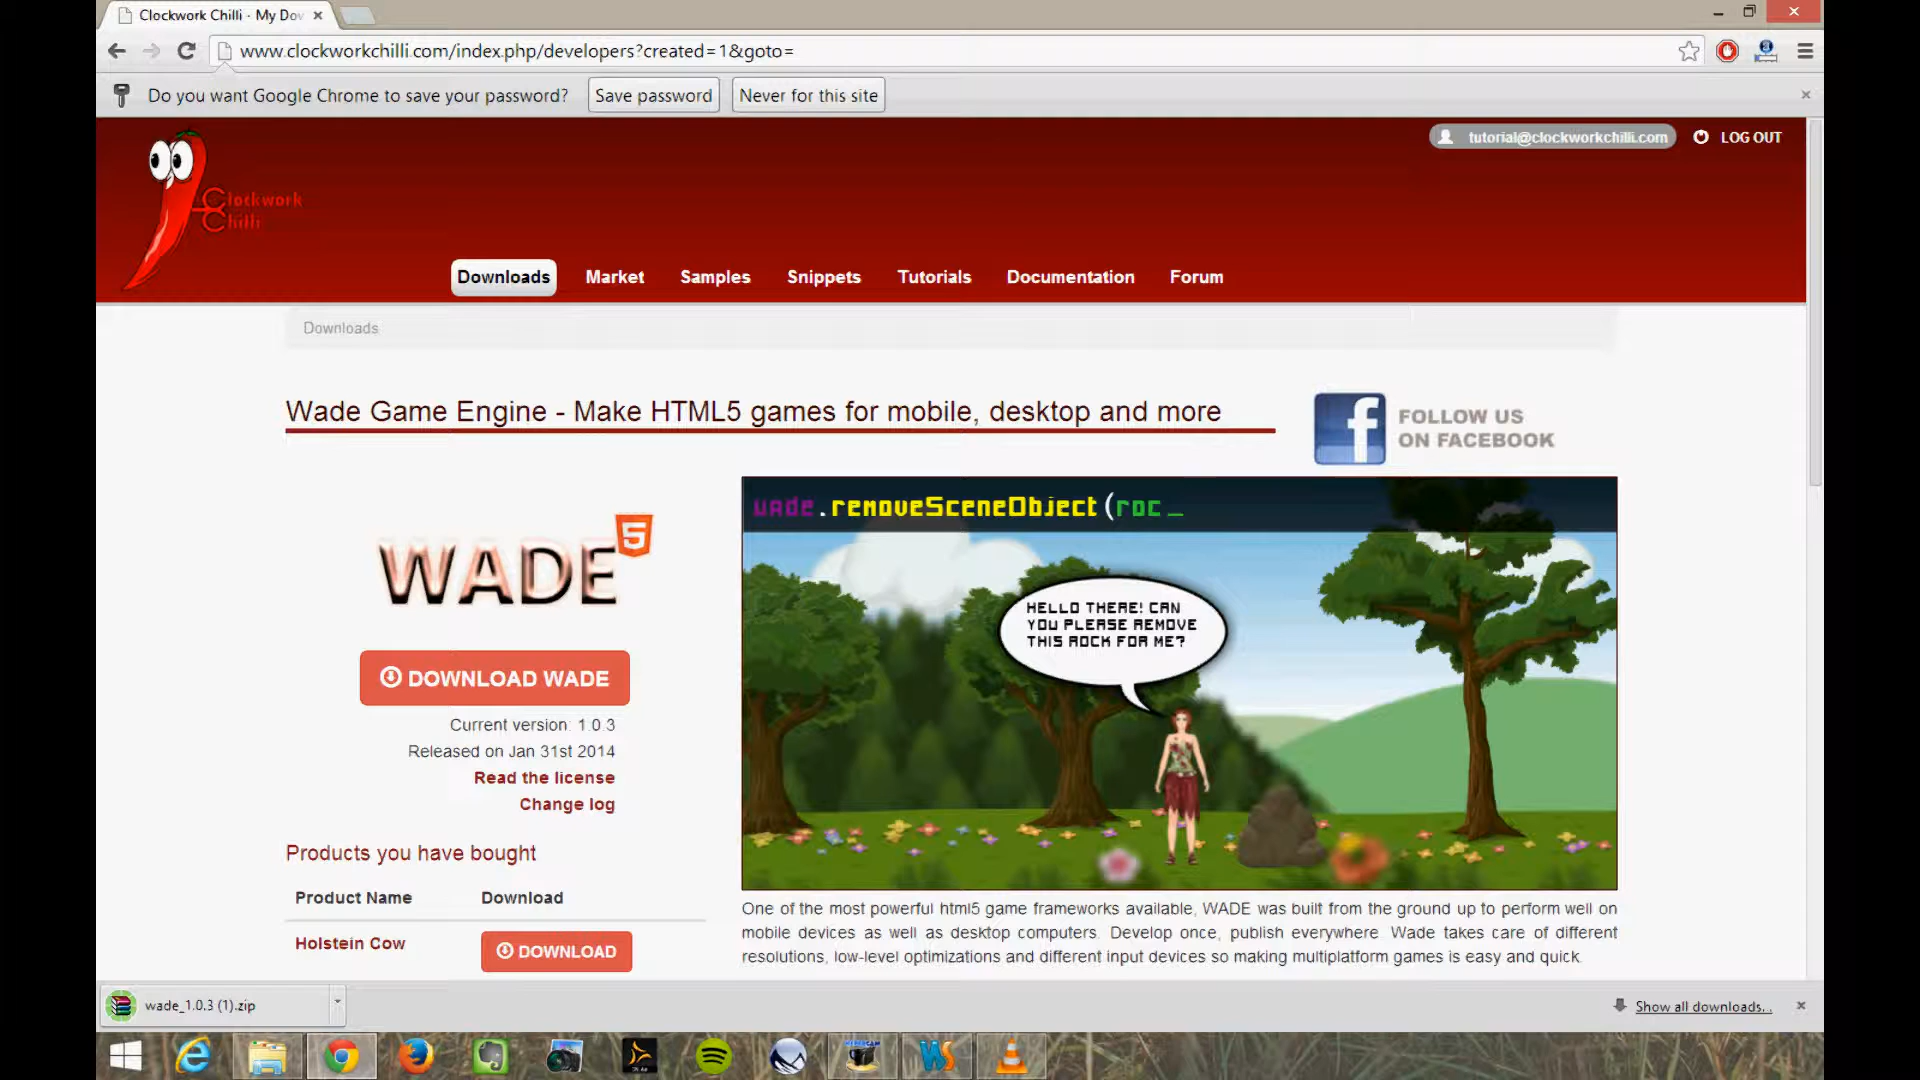 Clockwork Chilli - My Dov
www.clockworkchilli.com/index.php/developers?created=1&goto=
Do you want Google Chrome to save your password?
Save password
Never for this site
tutorial@clockworkchilli.com
LOG OUT
Clockwork
Chilli
Downloads
Market
Samples
Snippets
Tutorials
Documentation
Forum
Downloads
Wade Game Engine - Make HTML5 games for mobile, desktop and more
FOLLOW US
ON FACEBOOK
wade.removeSceneObject(roc_
WADE 5
HELLO THERE! CAN
YOU PLEASE REMOVE
THIS ROCK FOR ME?
DOWNLOAD WADE
Current version: 1.0.3
Released on Jan 31st 2014
Read the license
Change log
Products you have bought
Product Name
Download
Holstein Cow
DOWNLOAD
One of the most powerful html5 game frameworks available, WADE was built from the ground up to perform well on
mobile devices as well as desktop computers. Develop once, publish everywhere. Wade takes care of different
resolutions, low-level optimizations and different input devices so making multiplatform games is easy and quick.
wade_1.0.3 (1).zip
Show all downloads...